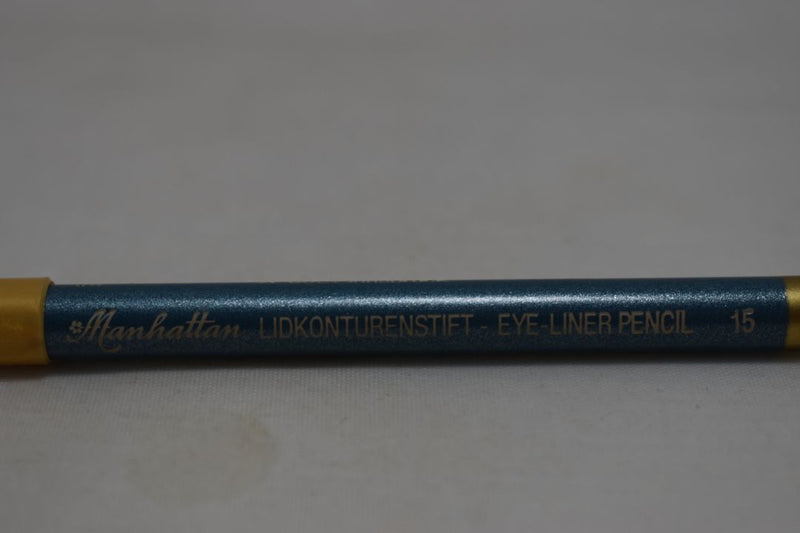 Manhattan LIDKONTURENSTIFT - EYE-LINER PENCIL 15